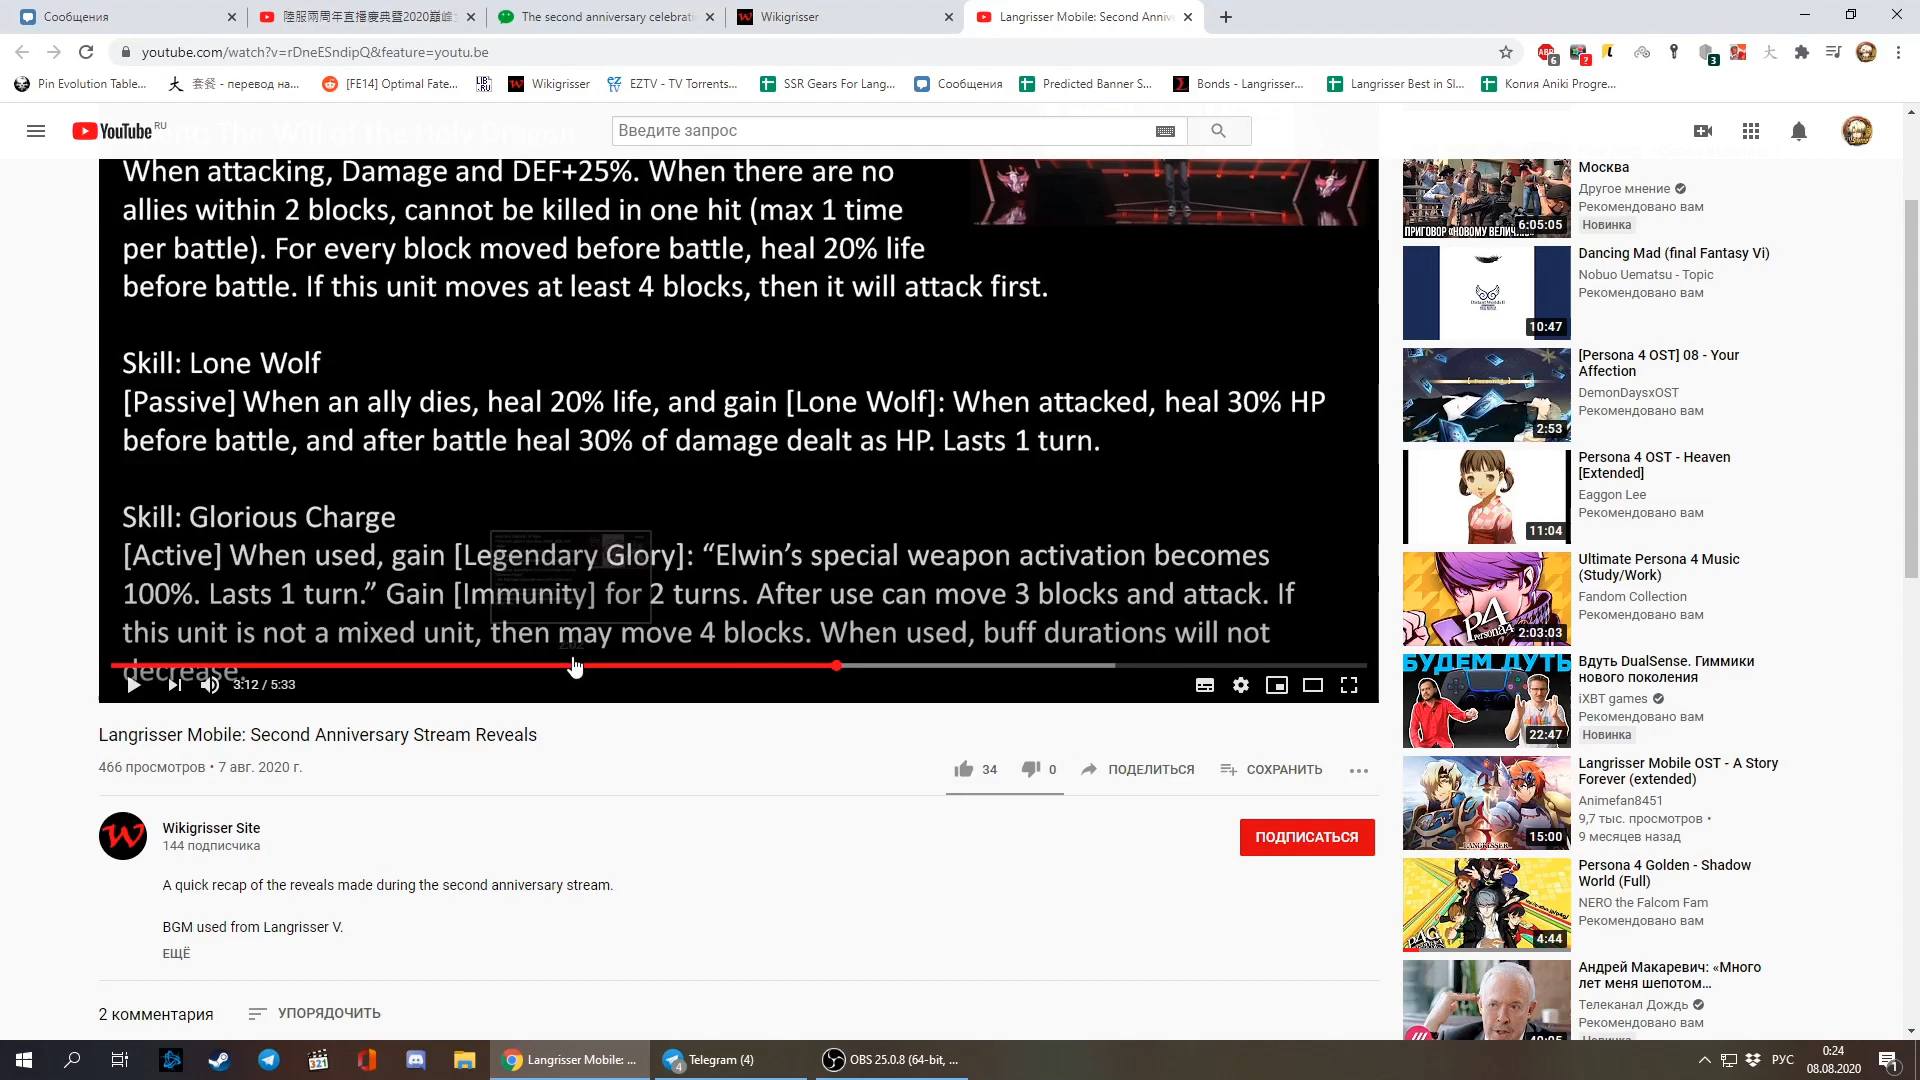 Сообщения
陸服兩周年直播慶典暨2020巔峰
The second anniversary celebrati
Wikigrisser
Langrisser Mobile: Second Anniv
youtube.com/watch?v=rDneESndipQ&feature=youtu.be
Pin Evolution Table...
套餐 - перевод на...
[FE14] Optimal Fate...
Wikigrisser
EZTV - TV Torrents...
SSR Gears For Lang...
Сообщения
Predicted Banner S...
Bonds - Langrisser...
Langrisser Best in Sl...
Копия Aniki Progre...
YouTube RU
Введите запрос
When attacking, Damage and DEF+25%. When there are no
allies within 2 blocks, cannot be killed in one hit (max 1 time
per battle). For every block moved before battle, heal 20% life
before battle. If this unit moves at least 4 blocks, then it will attack first.
Skill: Lone Wolf
[Passive] When an ally dies, heal 20% life, and gain [Lone Wolf]: When attacked, heal 30% HP
before battle, and after battle heal 30% of damage dealt as HP. Lasts 1 turn.
Skill: Glorious Charge
[Active] When used, gain [Legendary Glory]: “Elwin’s special weapon activation becomes
100%. Lasts 1 turn.” Gain [Immunity] for 2 turns. After use can move 3 blocks and attack. If
this unit is not a mixed unit, then may move 4 blocks. When used, buff durations will not
decrease.
3:12 / 5:33
Langrisser Mobile: Second Anniversary Stream Reveals
466 просмотров • 7 авг. 2020 г.
34
0
ПОДЕЛИТЬСЯ
СОХРАНИТЬ
Wikigrisser Site
144 подписчика
ПОДПИСАТЬСЯ
A quick recap of the reveals made during the second anniversary stream.
BGM used from Langrisser V.
ЕЩЁ
2 комментария
УПОРЯДОЧИТЬ
Москва
Другое мнение
Рекомендовано вам
Новинка
6:05:05
Dancing Mad (final Fantasy Vi)
Nobuo Uematsu - Topic
Рекомендовано вам
10:47
[Persona 4 OST] 08 - Your
Affection
DemonDaysxOST
Рекомендовано вам
2:53
Persona 4 OST - Heaven
[Extended]
Eaggon Lee
Рекомендовано вам
11:04
Ultimate Persona 4 Music
(Study/Work)
Fandom Collection
Рекомендовано вам
2:03:03
БУДЕМ ДУТЬ
Вдуть DualSense. Гиммики
нового поколения
iXBT games
Рекомендовано вам
Новинка
22:47
Langrisser Mobile OST - A Story
Forever (extended)
Animefan8451
9,7 тыс. просмотров •
9 месяцев назад
15:00
Persona 4 Golden - Shadow
World (Full)
NERO the Falcom Fam
Рекомендовано вам
4:44
Андрей Макаревич: «Много
лет меня шепотом...
Телеканал Дождь
Рекомендовано вам
Langrisser Mobile: ...
Telegram (4)
OBS 25.0.8 (64-bit, ...
РУС
0:24
08.08.2020